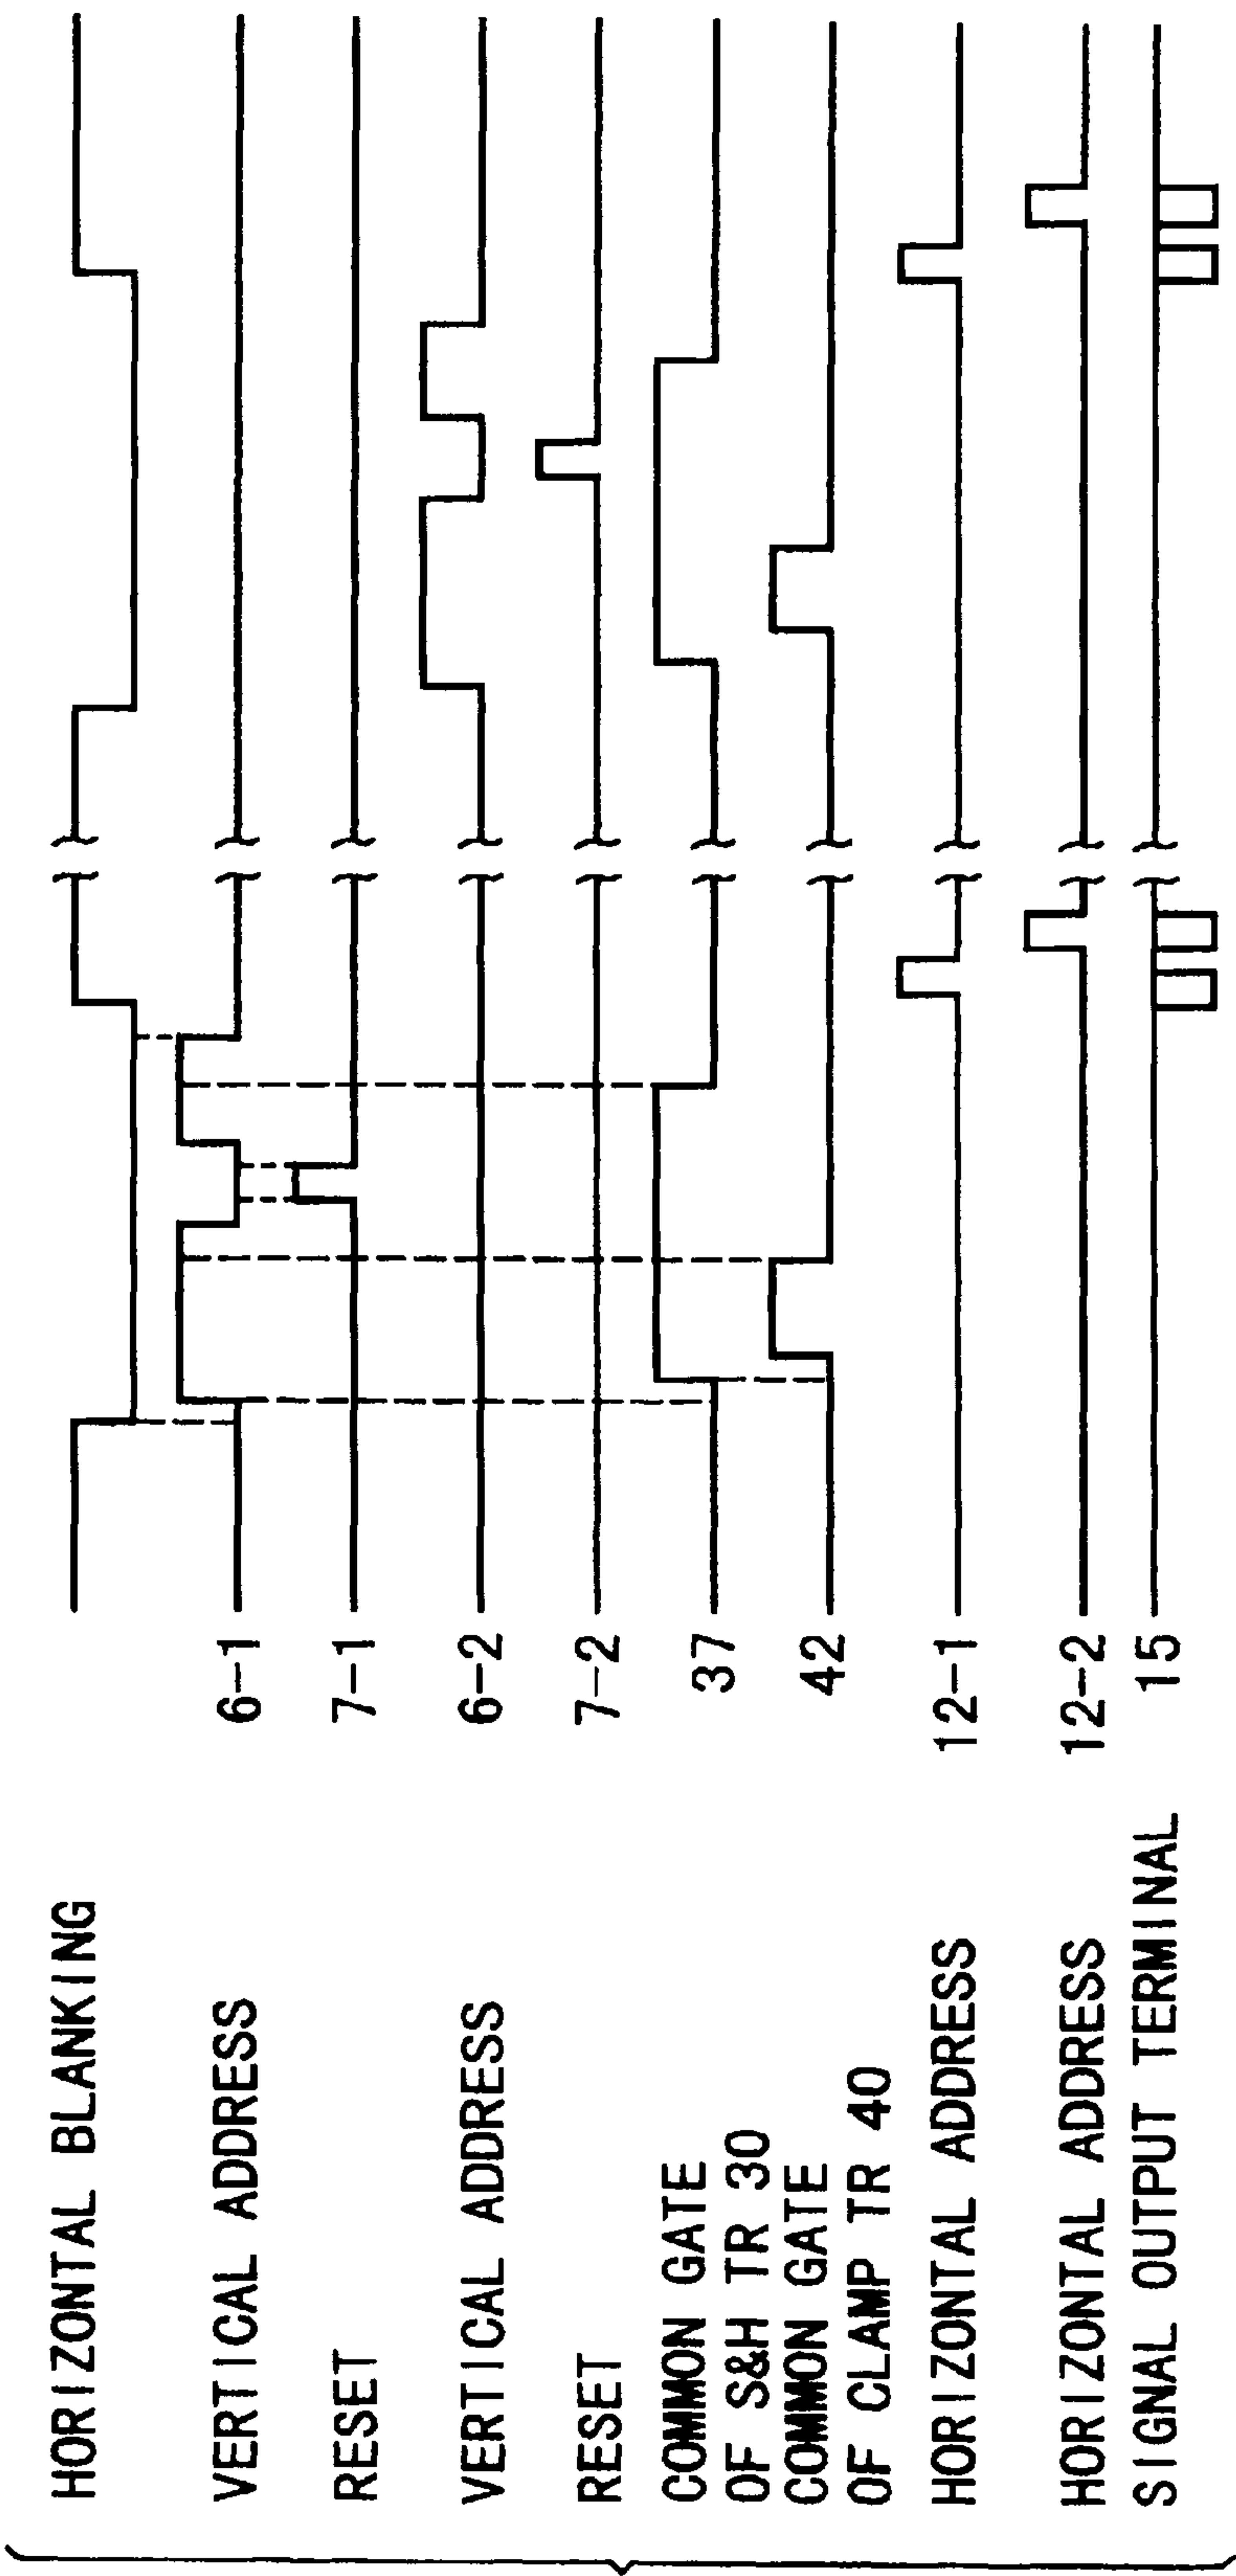 HORIZONTAL BLANKING
VERTICAL ADDRESS 6-1
RESET 7-1
VERTICAL ADDRESS 6-2
RESET 7-2
COMMON GATE 37
OF S&H TR 30
COMMON GATE 42
OF CLAMP TR 40
HORIZONTAL ADDRESS 12-1
HORIZONTAL ADDRESS 12-2
SIGNAL OUTPUT TERMINAL 15